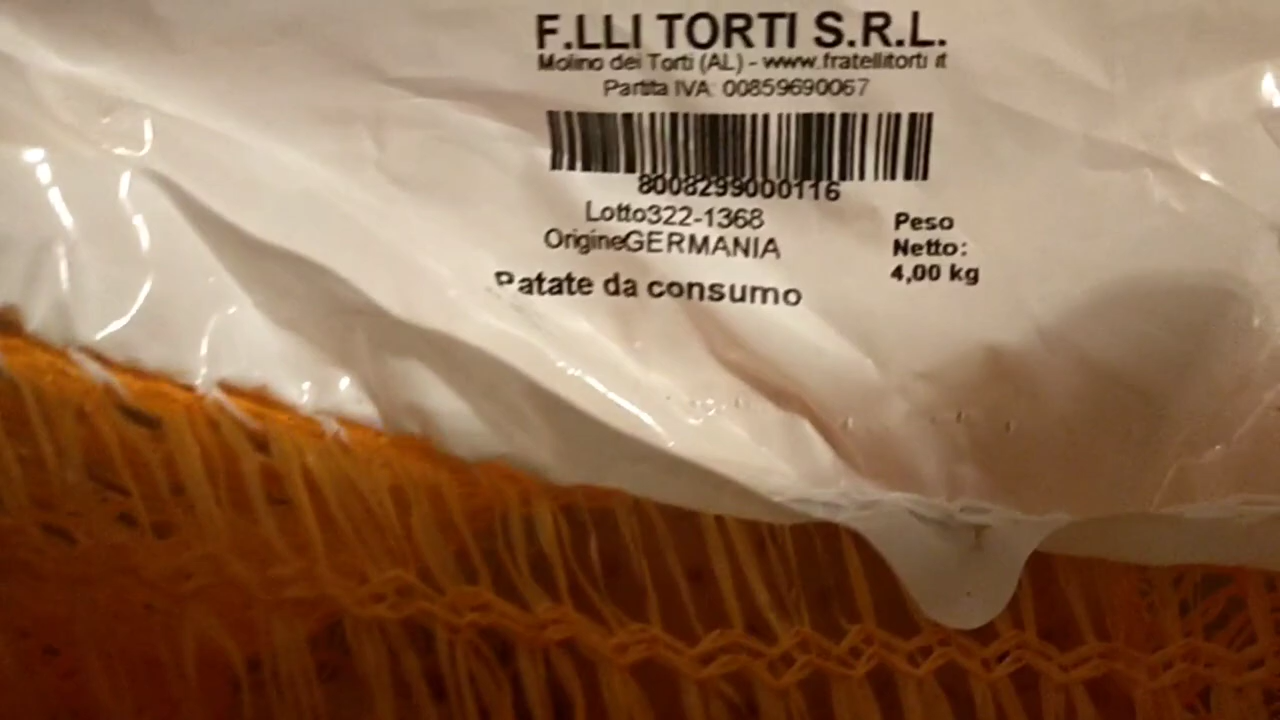 F.LLI TORTI S.R.L.
Molino dei Torti (AL) - www.fratellitorti.it
Partita IVA: 00859690067
8008299000116
Lotto322-1368
OrigineGERMANIA
Peso
Netto:
4,00 kg
Patate da consumo